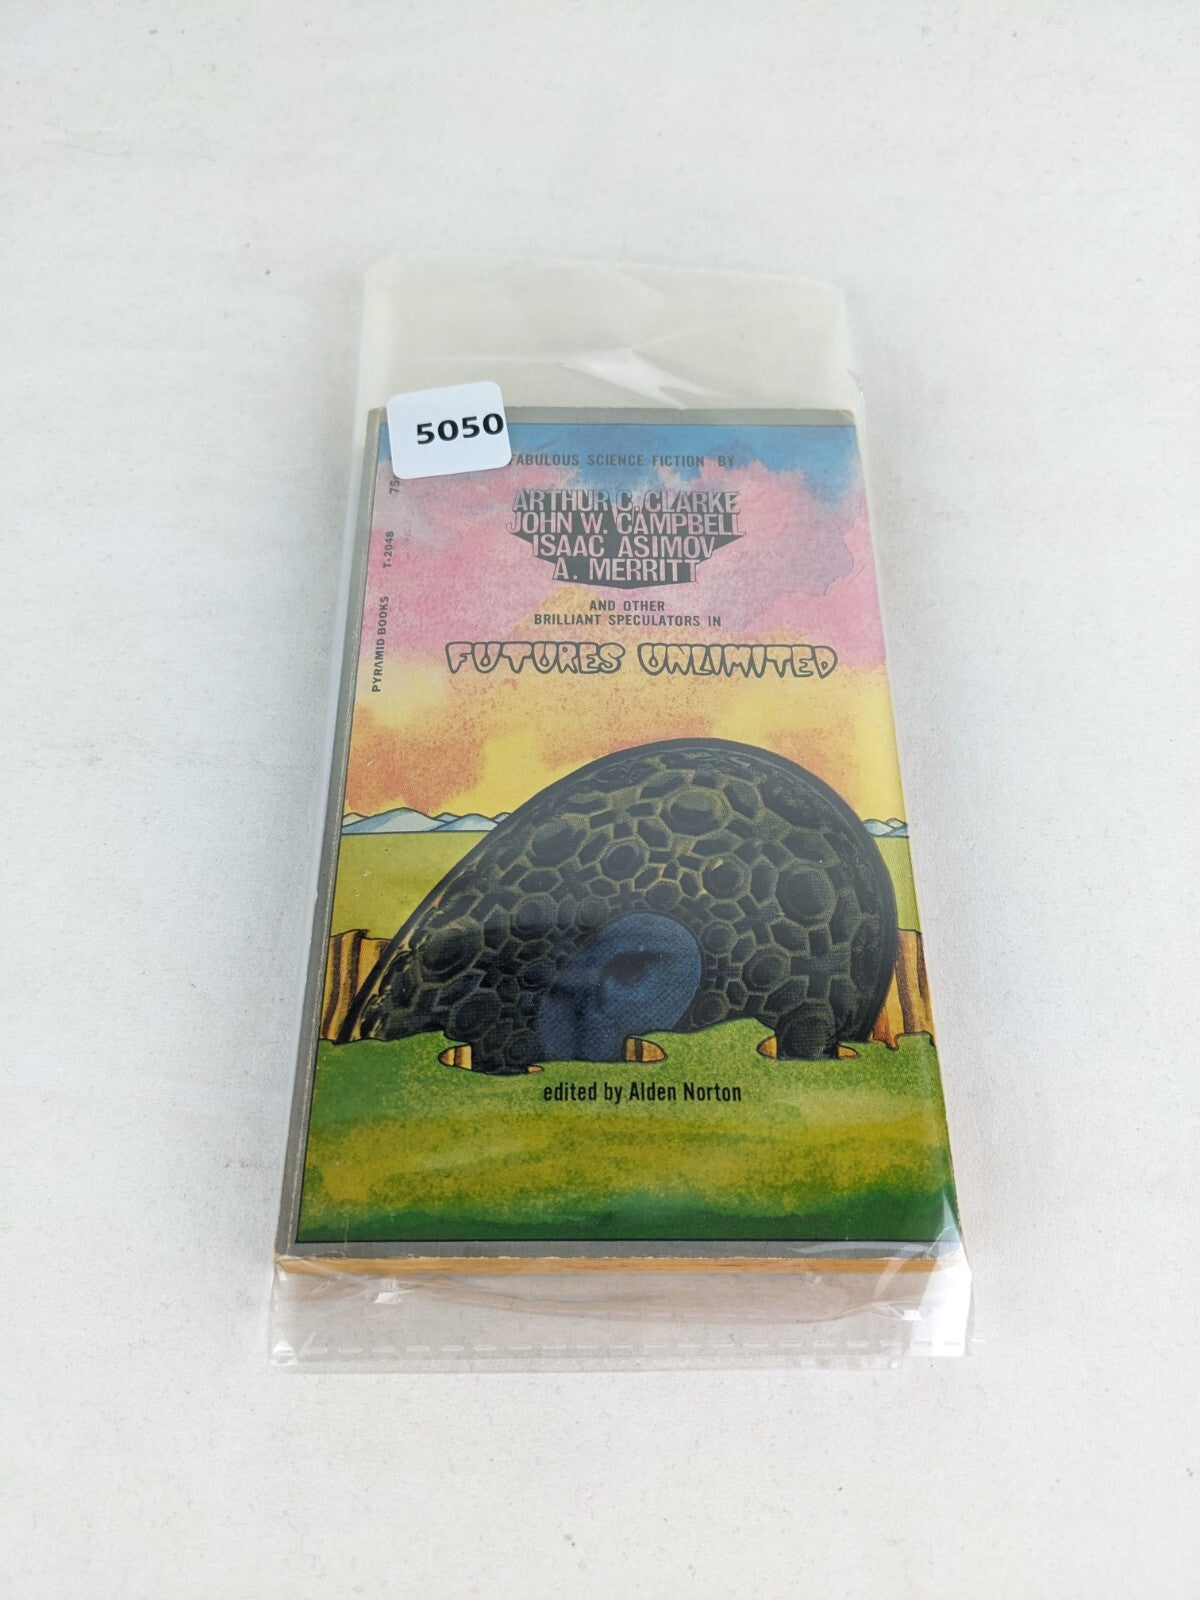 5050
FABULOUS SCIENCE FICTION BY
ARTHUR C. CLARKE
JOHN W. CAMPBELL
ISAAC ASIMOV
A. MERRITT
AND OTHER
BRILLIANT SPECULATORS IN
FUTURES UNLIMITED
PYRAMID BOOKS T-2048 75
edited by Alden Norton